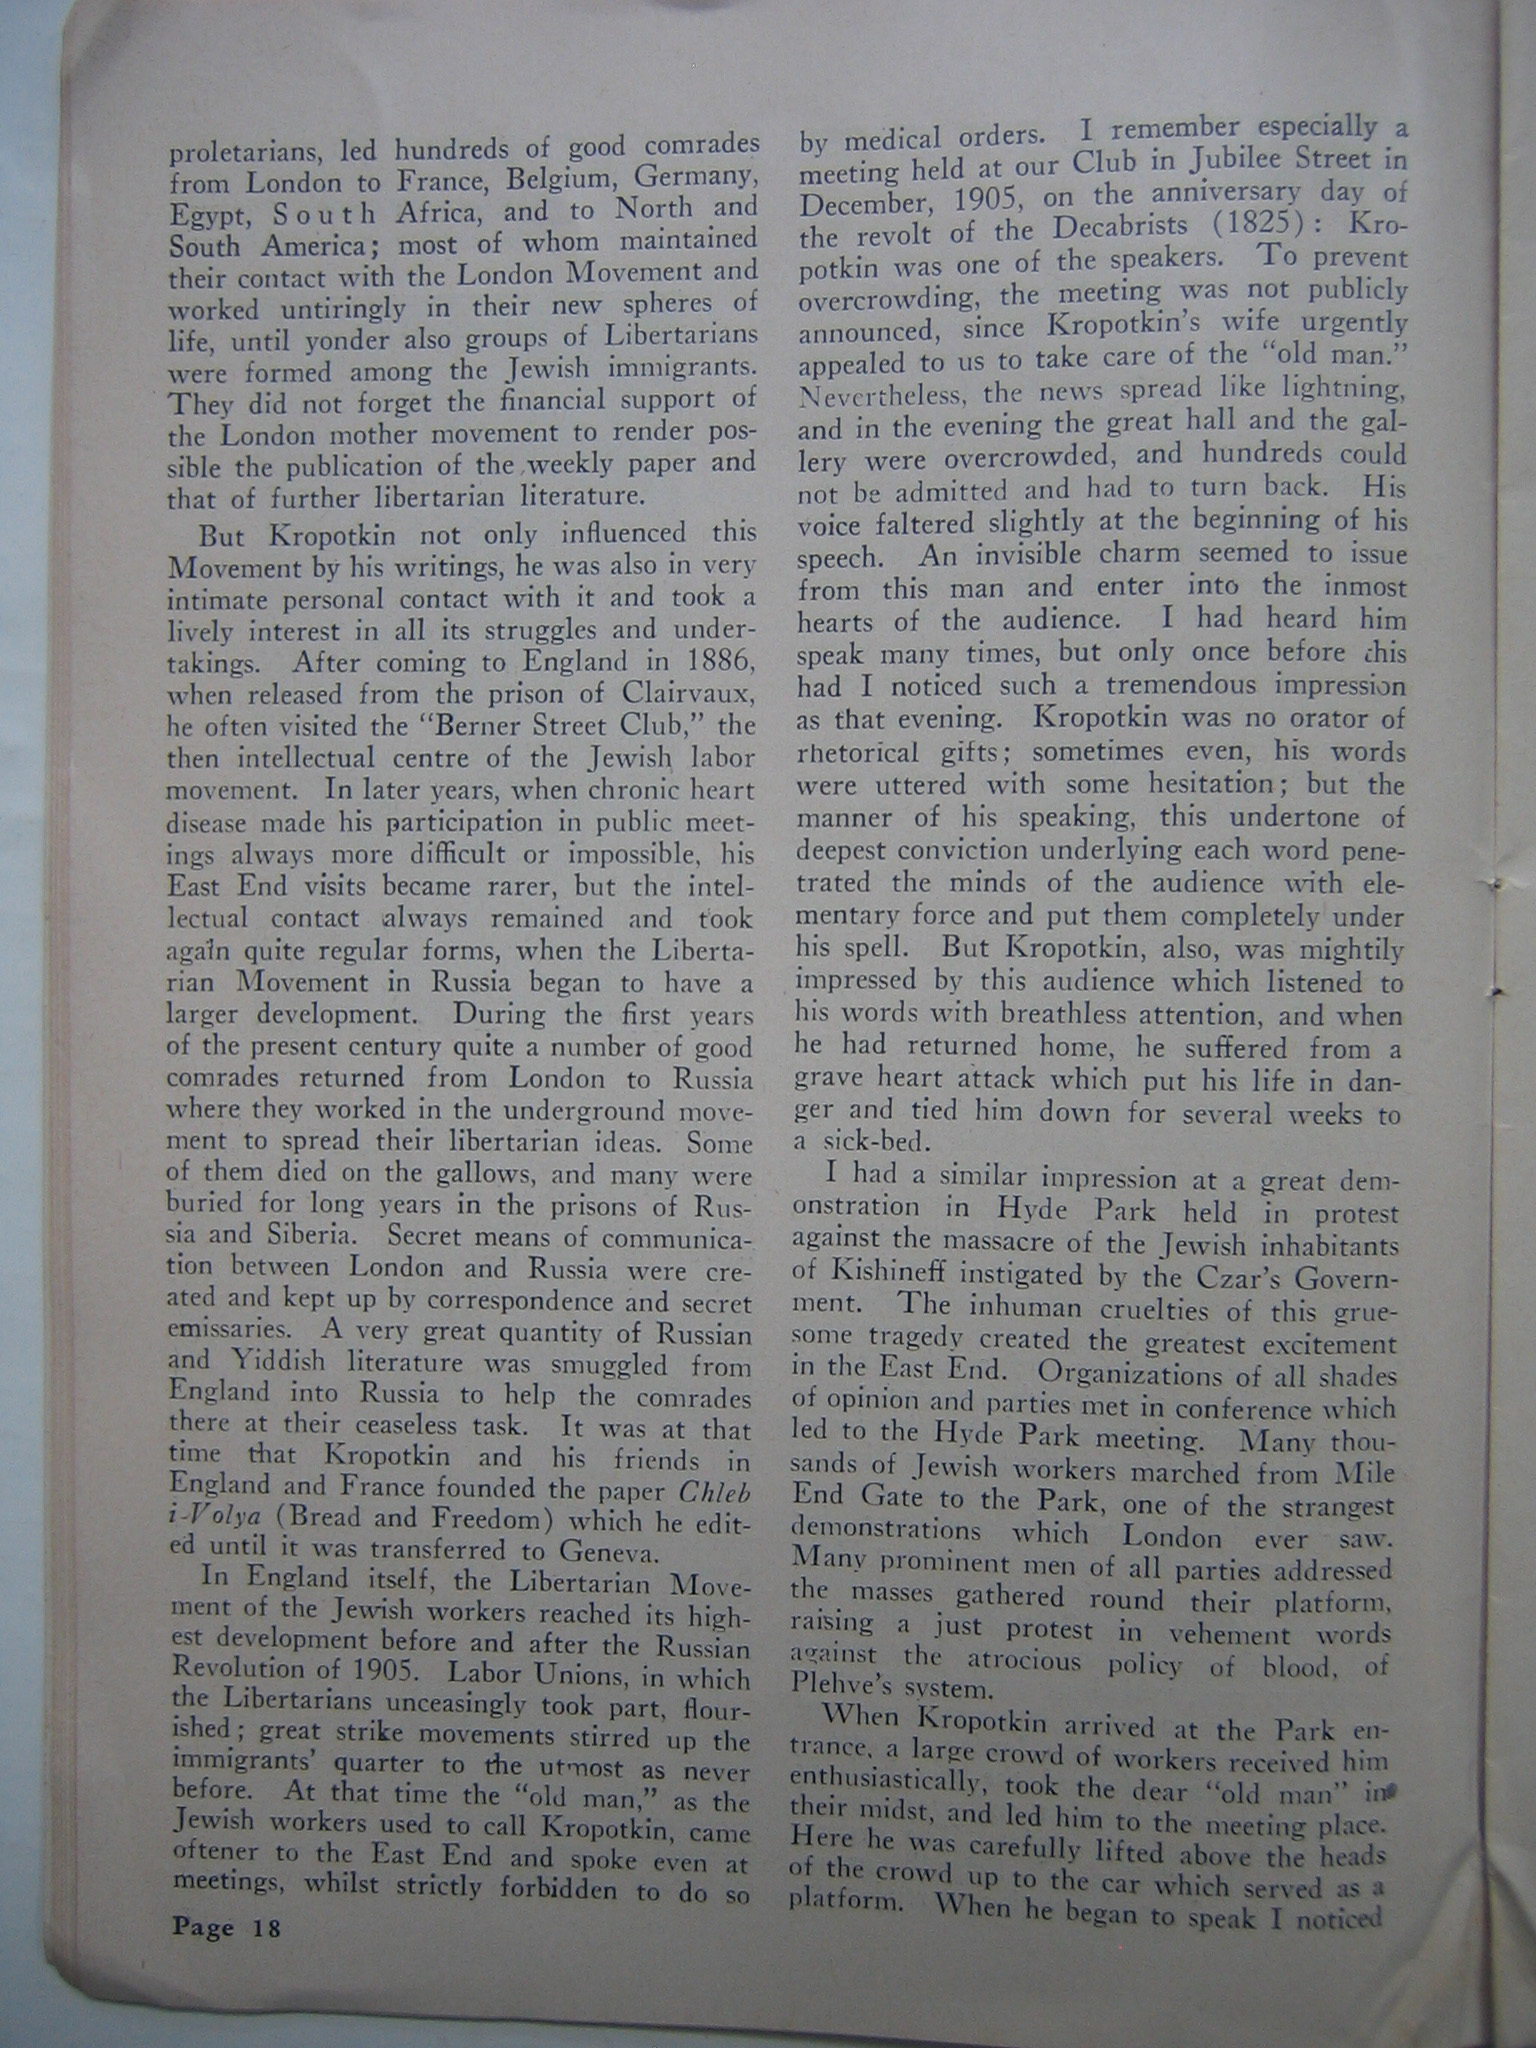 proletarians, led hundreds of good comrades
from London to France, Belgium, Germany,
Egypt, South Africa, and to North and
South America; most of whom maintained
their contact with the London Movement and
worked untiringly in their new spheres of
life, until yonder also groups of Libertarians
were formed among the Jewish immigrants.
They did not forget the financial support of
the London mother movement to render pos-
sible the publication of the weekly paper and
that of further libertarian literature.
But Kropotkin not only influenced this
Movement by his writings, he was also in very
intimate personal contact with it and took a
lively interest in all its struggles and under-
takings. After coming to England in 1886,
when released from the prison of Clairvaux,
he often visited the "Berner Street Club," the
then intellectual centre of the Jewish labor
movement. In later years, when chronic heart
disease made his participation in public meet-
ings always more difficult or impossible, his
East End visits became rarer, but the intel-
lectual contact always remained and took
again quite regular forms, when the Liberta-
rian Movement in Russia began to have a
larger development. During the first years
of the present century quite a number of good
comrades returned from London to Russia
where they worked in the underground move-
ment to spread their libertarian ideas. Some
of them died on the gallows, and many were
buried for long years in the prisons of Rus-
sia and Siberia. Secret means of communica-
tion between London and Russia were cre-
ated and kept up by correspondence and secret
emissaries. A very great quantity of Russian
and Yiddish literature was smuggled from
England into Russia to help the comrades
there at their ceaseless task. It was at that
time that Kropotkin and his friends in
England and France founded the paper Chleb
i-Volya (Bread and Freedom) which he edit-
ed until it was transferred to Geneva.
In England itself, the Libertarian Move-
ment of the Jewish workers reached its high-
est development before and after the Russian
Revolution of 1905. Labor Unions, in which
the Libertarians unceasingly took part, flour-
ished; great strike movements stirred up the
immigrants' quarter to the utmost as never
before. At that time the "old man," as the
Jewish workers used to call Kropotkin, came
oftener to the East End and spoke even at
meetings, whilst strictly forbidden to do so
Page 18
by medical orders. I remember especially a
meeting held at our Club in Jubilee Street in
December, 1905, on the anniversary day of
the revolt of the Decabrists (1825): Kro-
potkin was one of the speakers. To prevent
overcrowding, the meeting was not publicly
announced, since Kropotkin's wife urgently
appealed to us to take care of the "old man."
Nevertheless, the news spread like lightning,
and in the evening the great hall and the gal-
lery were overcrowded, and hundreds could
not be admitted and had to turn back. His
voice faltered slightly at the beginning of his
speech. An invisible charm seemed to issue
from this man and enter into the inmost
hearts of the audience. I had heard him
speak many times, but only once before this
had I noticed such a tremendous impression
as that evening. Kropotkin was no orator of
rhetorical gifts; sometimes even, his words
were uttered with some hesitation; but the
manner of his speaking, this undertone of
deepest conviction underlying each word pene-
trated the minds of the audience with ele-
mentary force and put them completely under
his spell. But Kropotkin, also, was mightily
impressed by this audience which listened to
his words with breathless attention, and when
he had returned home, he suffered from a
grave heart attack which put his life in dan-
ger and tied him down for several weeks to
a sick-bed.
I had a similar impression at a great dem-
onstration in Hyde Park held in protest
against the massacre of the Jewish inhabitants
of Kishineff instigated by the Czar's Govern-
ment. The inhuman cruelties of this grue-
some tragedy created the greatest excitement
in the East End. Organizations of all shades
of opinion and parties met in conference which
led to the Hyde Park meeting. Many thou-
sands of Jewish workers marched from Mile
End Gate to the Park, one of the strangest
demonstrations which London ever saw.
Many prominent men of all parties addressed
the masses gathered round their platform,
raising a just protest in vehement words
against the atrocious policy of blood, of
Plehve's system.
When Kropotkin arrived at the Park en-
trance, a large crowd of workers received him
enthusiastically, took the dear "old man" in
their midst, and led him to the meeting place.
Here he was carefully lifted above the heads
of the crowd up to the car which served as a
platform. When he began to speak I noticed